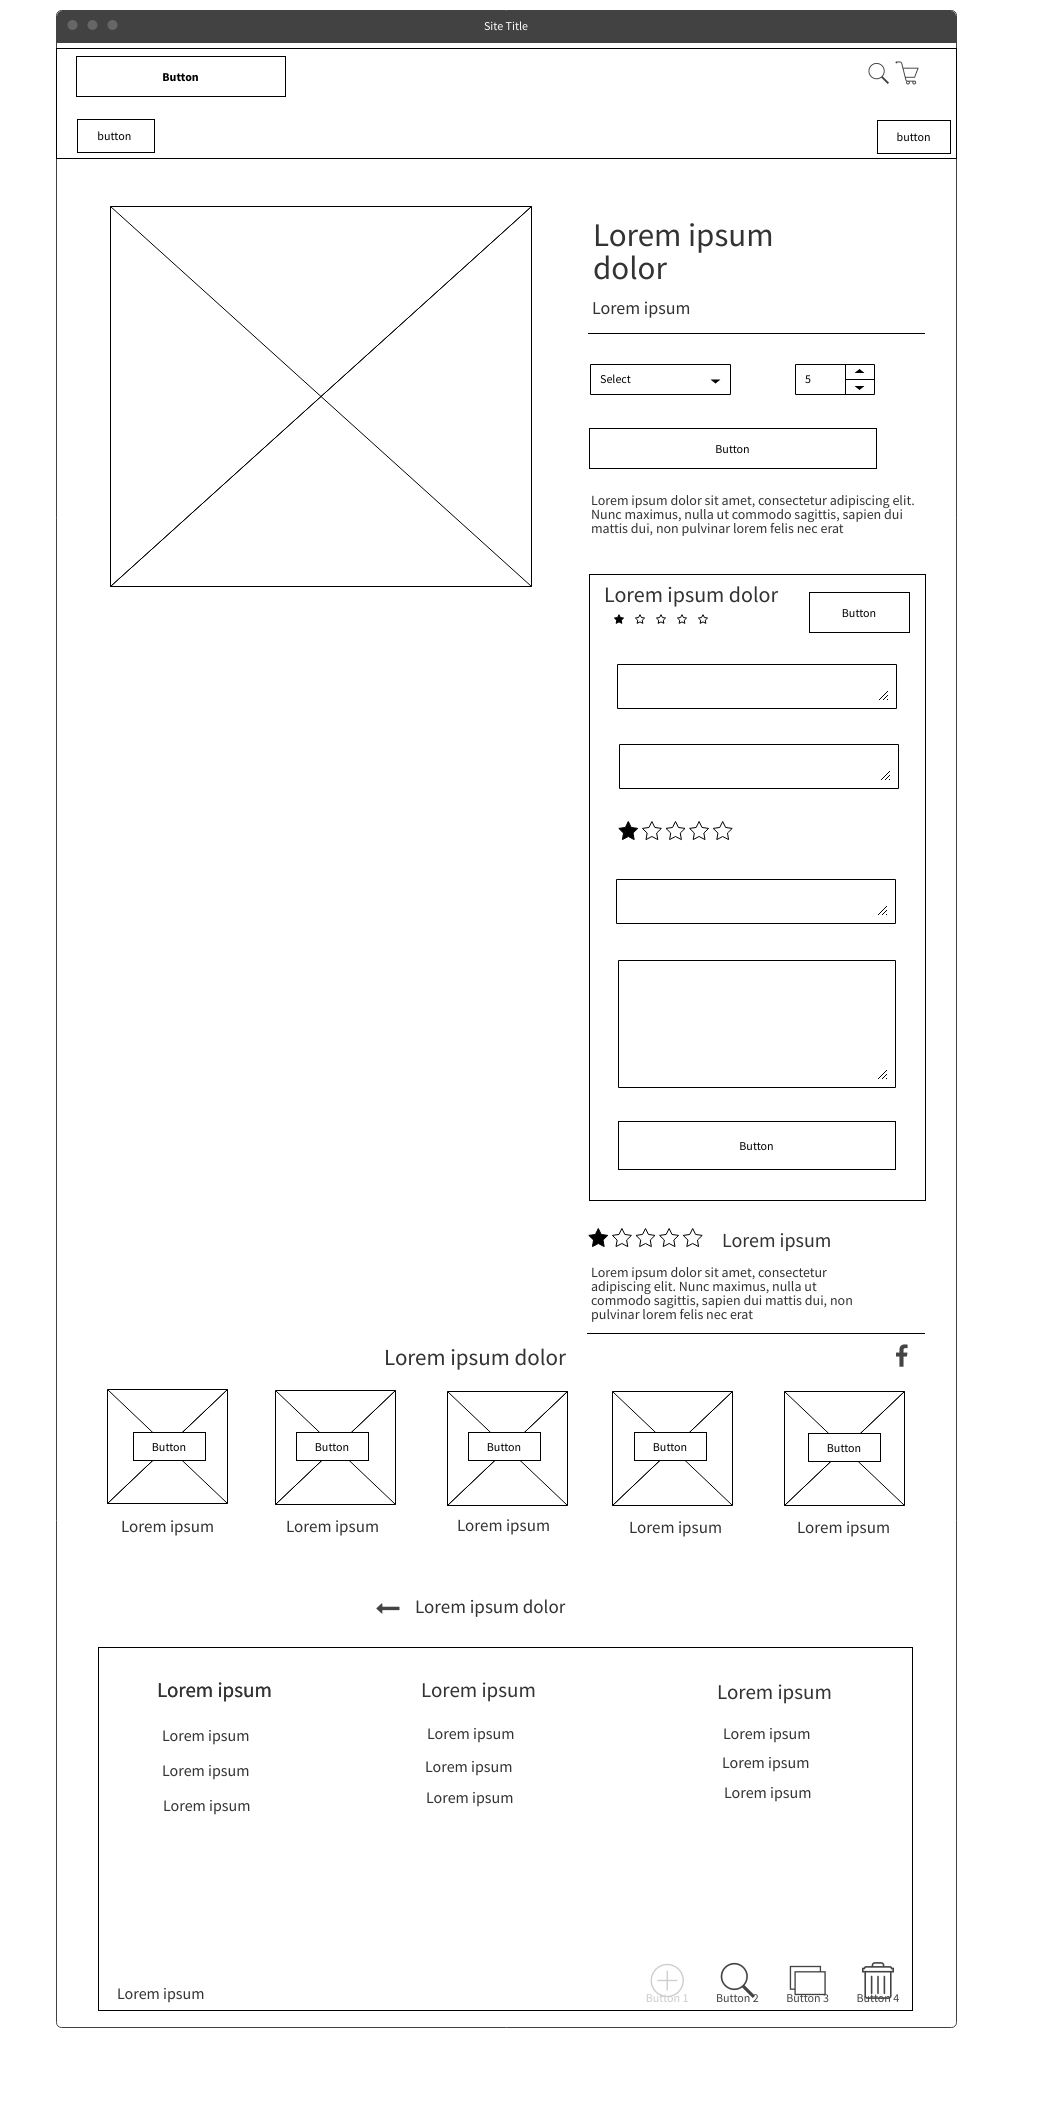 Site Title
Button
button
button
Lorem ipsum
dolor
Lorem ipsum
Select
5
Button
Lorem ipsum dolor sit amet, consectetur adipiscing elit.
Nunc maximus, nulla ut commodo sagittis, sapien dui
mattis dui, non pulvinar lorem felis nec erat
Lorem ipsum dolor
Button
Button
Lorem ipsum
Lorem ipsum dolor sit amet, consectetur
adipiscing elit. Nunc maximus, nulla ut
commodo sagittis, sapien dui mattis dui, non
pulvinar lorem felis nec erat
Lorem ipsum dolor
Button
Button
Button
Button
Button
Lorem ipsum
Lorem ipsum
Lorem ipsum
Lorem ipsum
Lorem ipsum
Lorem ipsum dolor
Lorem ipsum
Lorem ipsum
Lorem ipsum
Lorem ipsum
Lorem ipsum
Lorem ipsum
Lorem ipsum
Lorem ipsum
Lorem ipsum
Lorem ipsum
Lorem ipsum
Lorem ipsum
Lorem ipsum
Button 1
Button 2
Button 3
Button 4